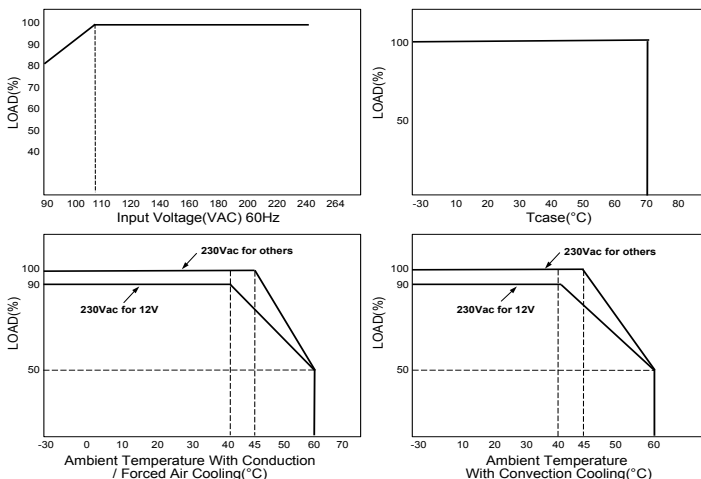 LOAD(%)
100
90
80
70
60
50
40
90 100 110 120 140 160 180 200 220 240 264
Input Voltage(VAC) 60Hz
LOAD(%)
100
50
-30 10 20 30 40 50 60 70 80
Tcase(°C)
LOAD(%)
230Vac for others
100
90
230Vac for 12V
50
-30 0 10 20 30 40 45 60 70
Ambient Temperature With Conduction
/ Forced Air Cooling(°C)
LOAD(%)
230Vac for others
100
90
230Vac for 12V
50
-30 10 20 30 40 45 50 60
Ambient Temperature
With Convection Cooling(°C)